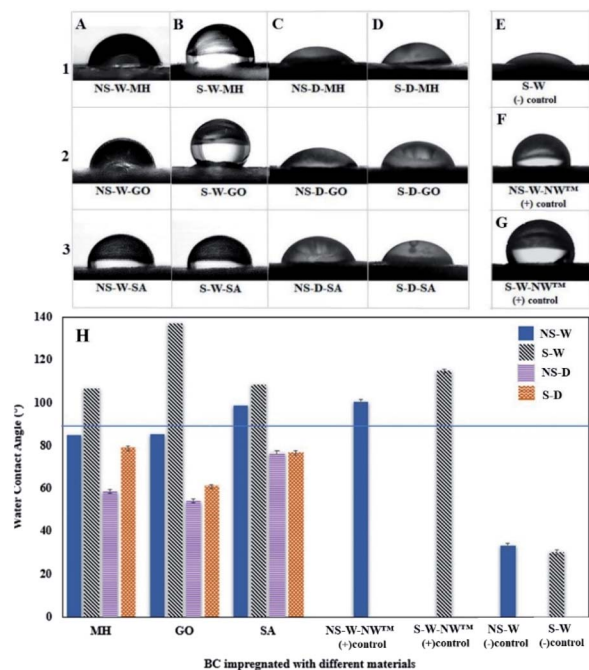 A B C D E
1
NS-W-MH S-W-MH NS-D-MH S-D-MH S-W
(-) control
F
2
NS-W-GO S-W-GO NS-D-GO S-D-GO NS-W-NW™
(+) control
G
3
NS-W-SA S-W-SA NS-D-SA S-D-SA S-W-NW™
(+) control
H
NS-W
S-W
NS-D
S-D
Water Contact Angle (°)
140
120
100
80
60
40
20
0
MH GO SA NS-W-NW™ S-W-NW™ NS-W S-W
(+)control (+)control (-)control (-)control
BC impregnated with different materials